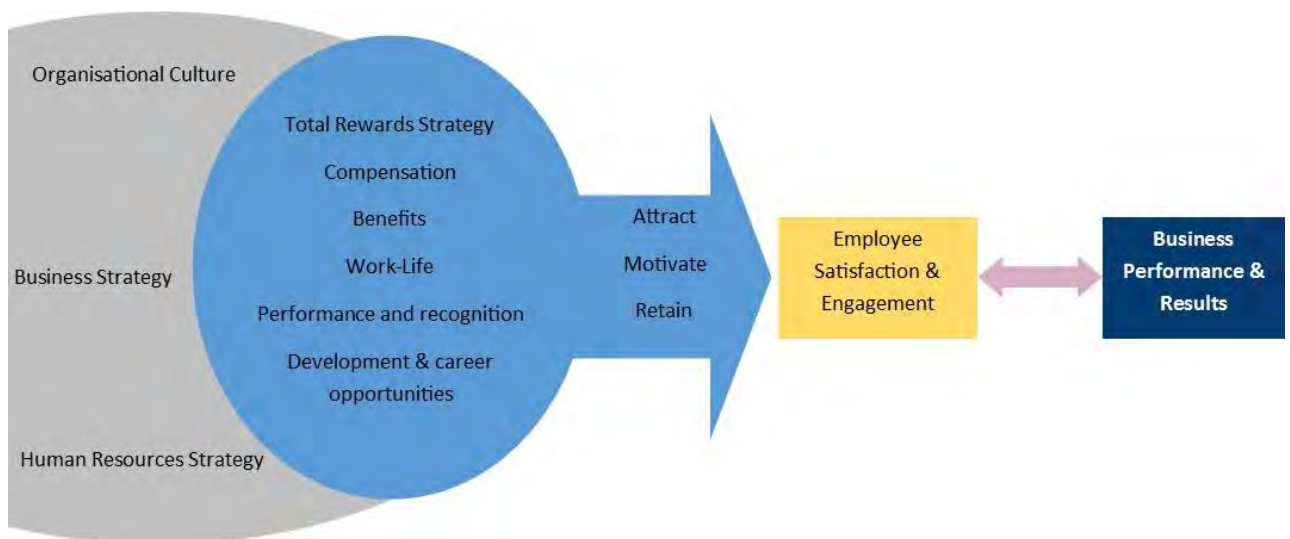 Organisational Culture
Business Strategy
Human Resources Strategy
Total Rewards Strategy
Compensation
Benefits
Work-Life
Performance and recognition
Development & career
opportunities
Attract
Motivate
Retain
Employee
Satisfaction &
Engagement
Business
Performance &
Results